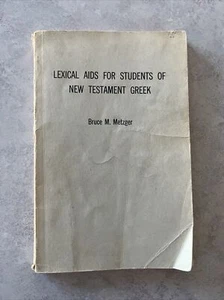 LEXICAL AIDS FOR STUDENTS OF
NEW TESTAMENT GREEK
Bruce M. Metzger